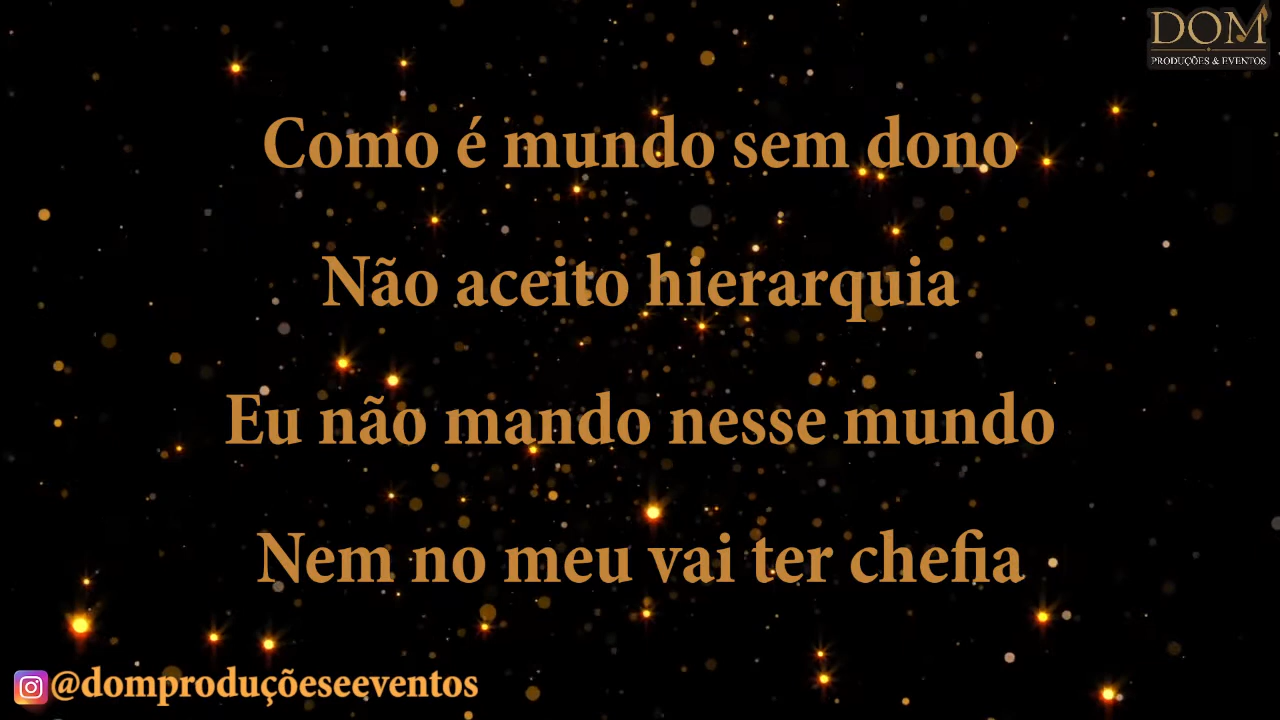 DOM
PRODUÇÕES & EVENTOS
Como é mundo sem dono
Não aceito hierarquia
Eu não mando nesse mundo
Nem no meu vai ter chefia
@domproduçõeseeventos